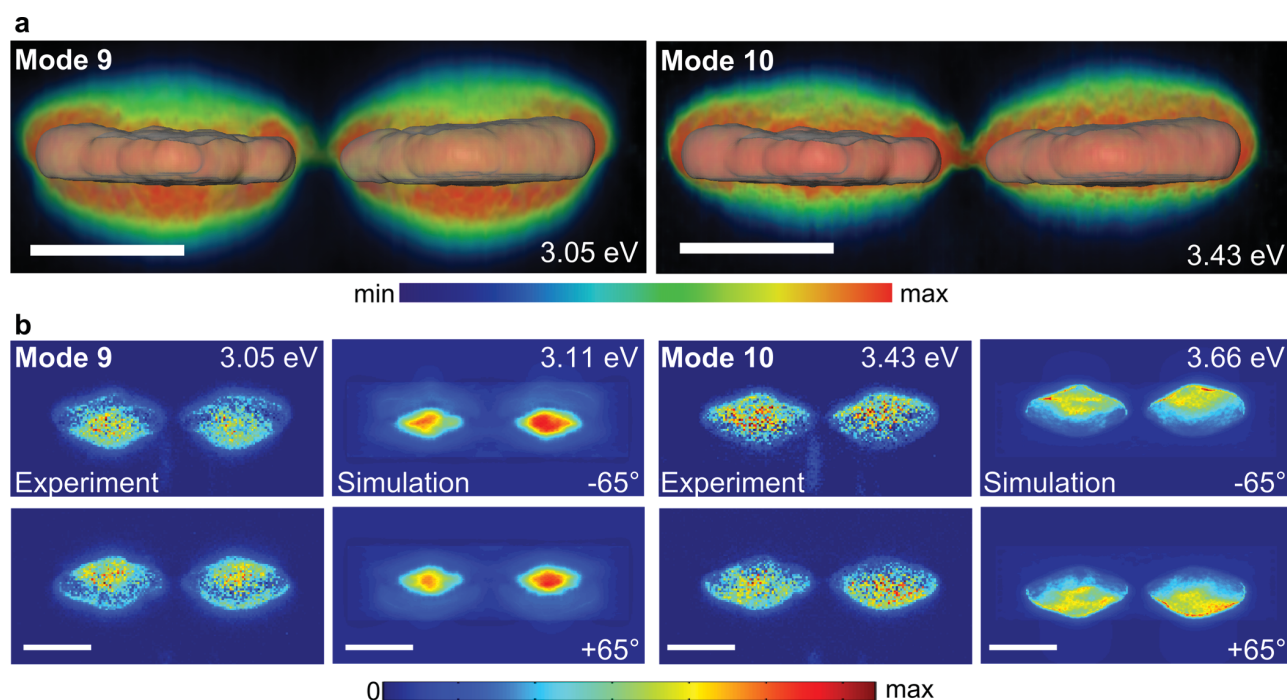 a
Mode 9
3.05 eV
Mode 10
3.43 eV
min
max
b
Mode 9 3.05 eV
Experiment
3.11 eV
Simulation -65°
Mode 10 3.43 eV
Experiment
3.66 eV
Simulation -65°
+65°
+65°
0
max